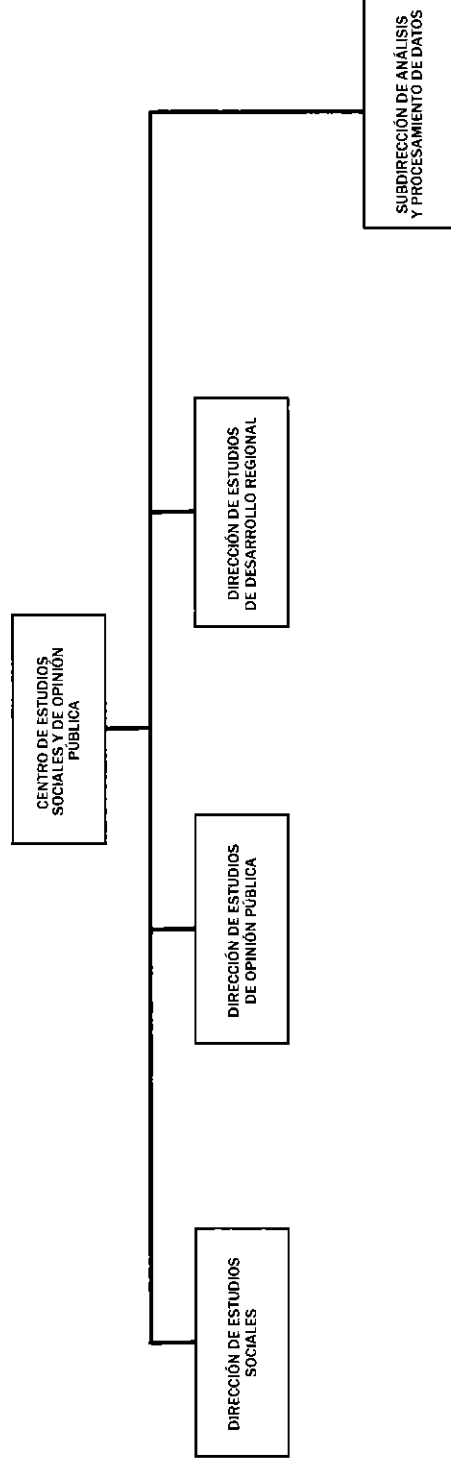 CENTRO DE ESTUDIOS
SOCIALES Y DE OPINIÓN
PÚBLICA
DIRECCIÓN DE ESTUDIOS
SOCIALES
DIRECCIÓN DE ESTUDIOS
DE OPINIÓN PÚBLICA
DIRECCIÓN DE ESTUDIOS
DE DESARROLLO REGIONAL
SUBDIRECCIÓN DE ANÁLISIS
Y PROCESAMIENTO DE DATOS